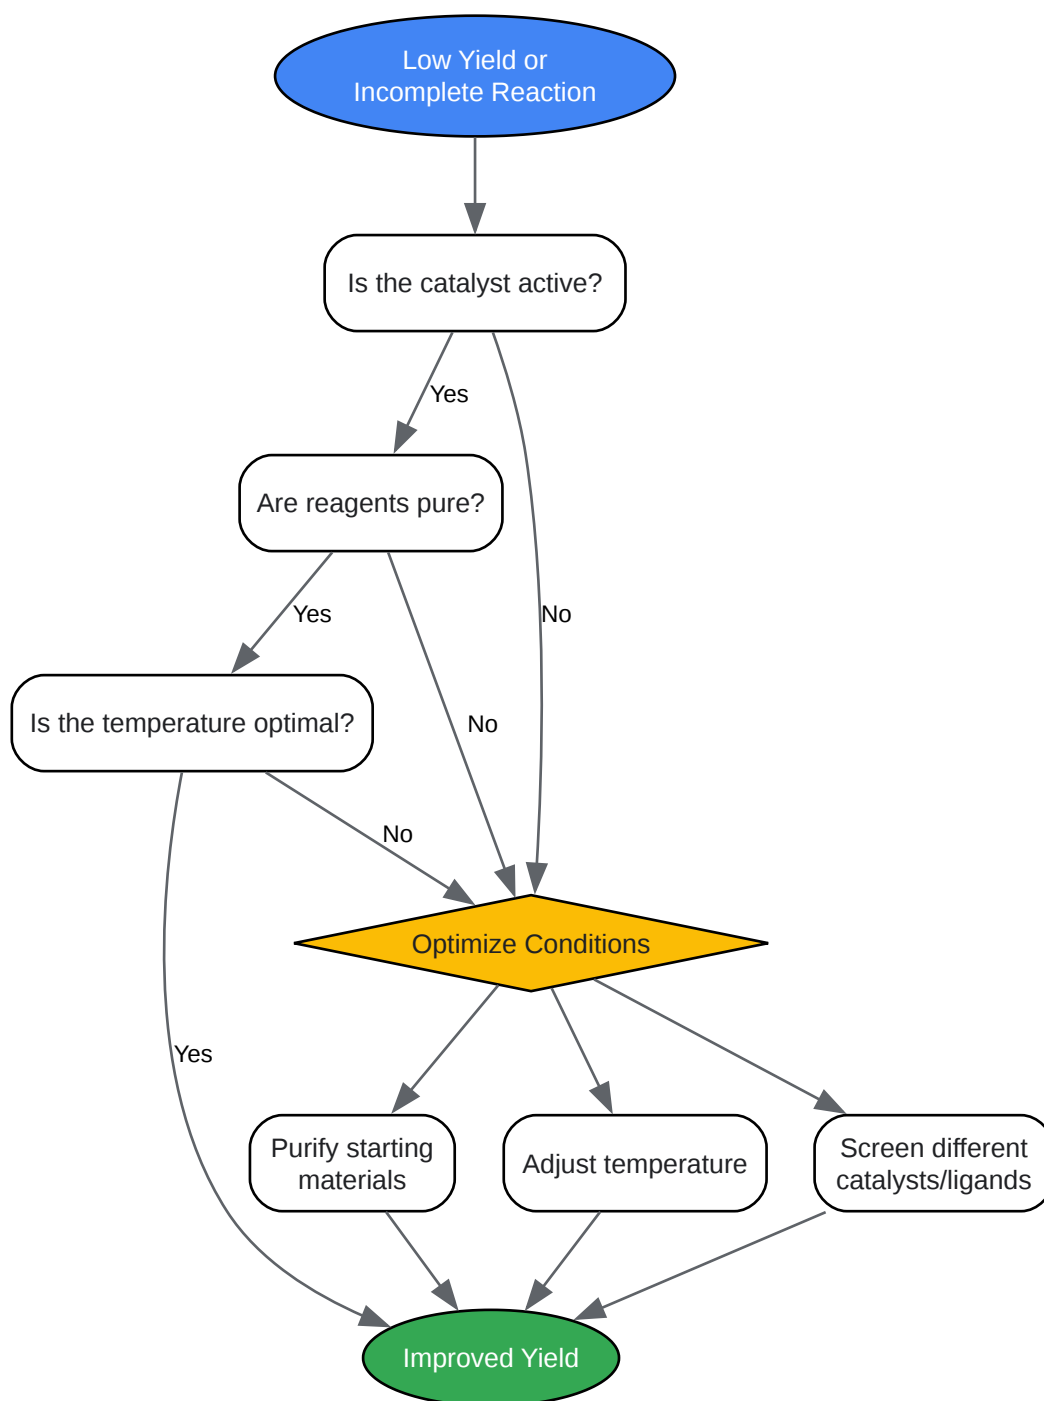 Low Yield or
Incomplete Reaction
Is the catalyst active?
Yes
Are reagents pure?
Yes
No
Is the temperature optimal?
No
No
Optimize Conditions
Yes
Purify starting
materials
Adjust temperature
Screen different
catalysts/ligands
Improved Yield